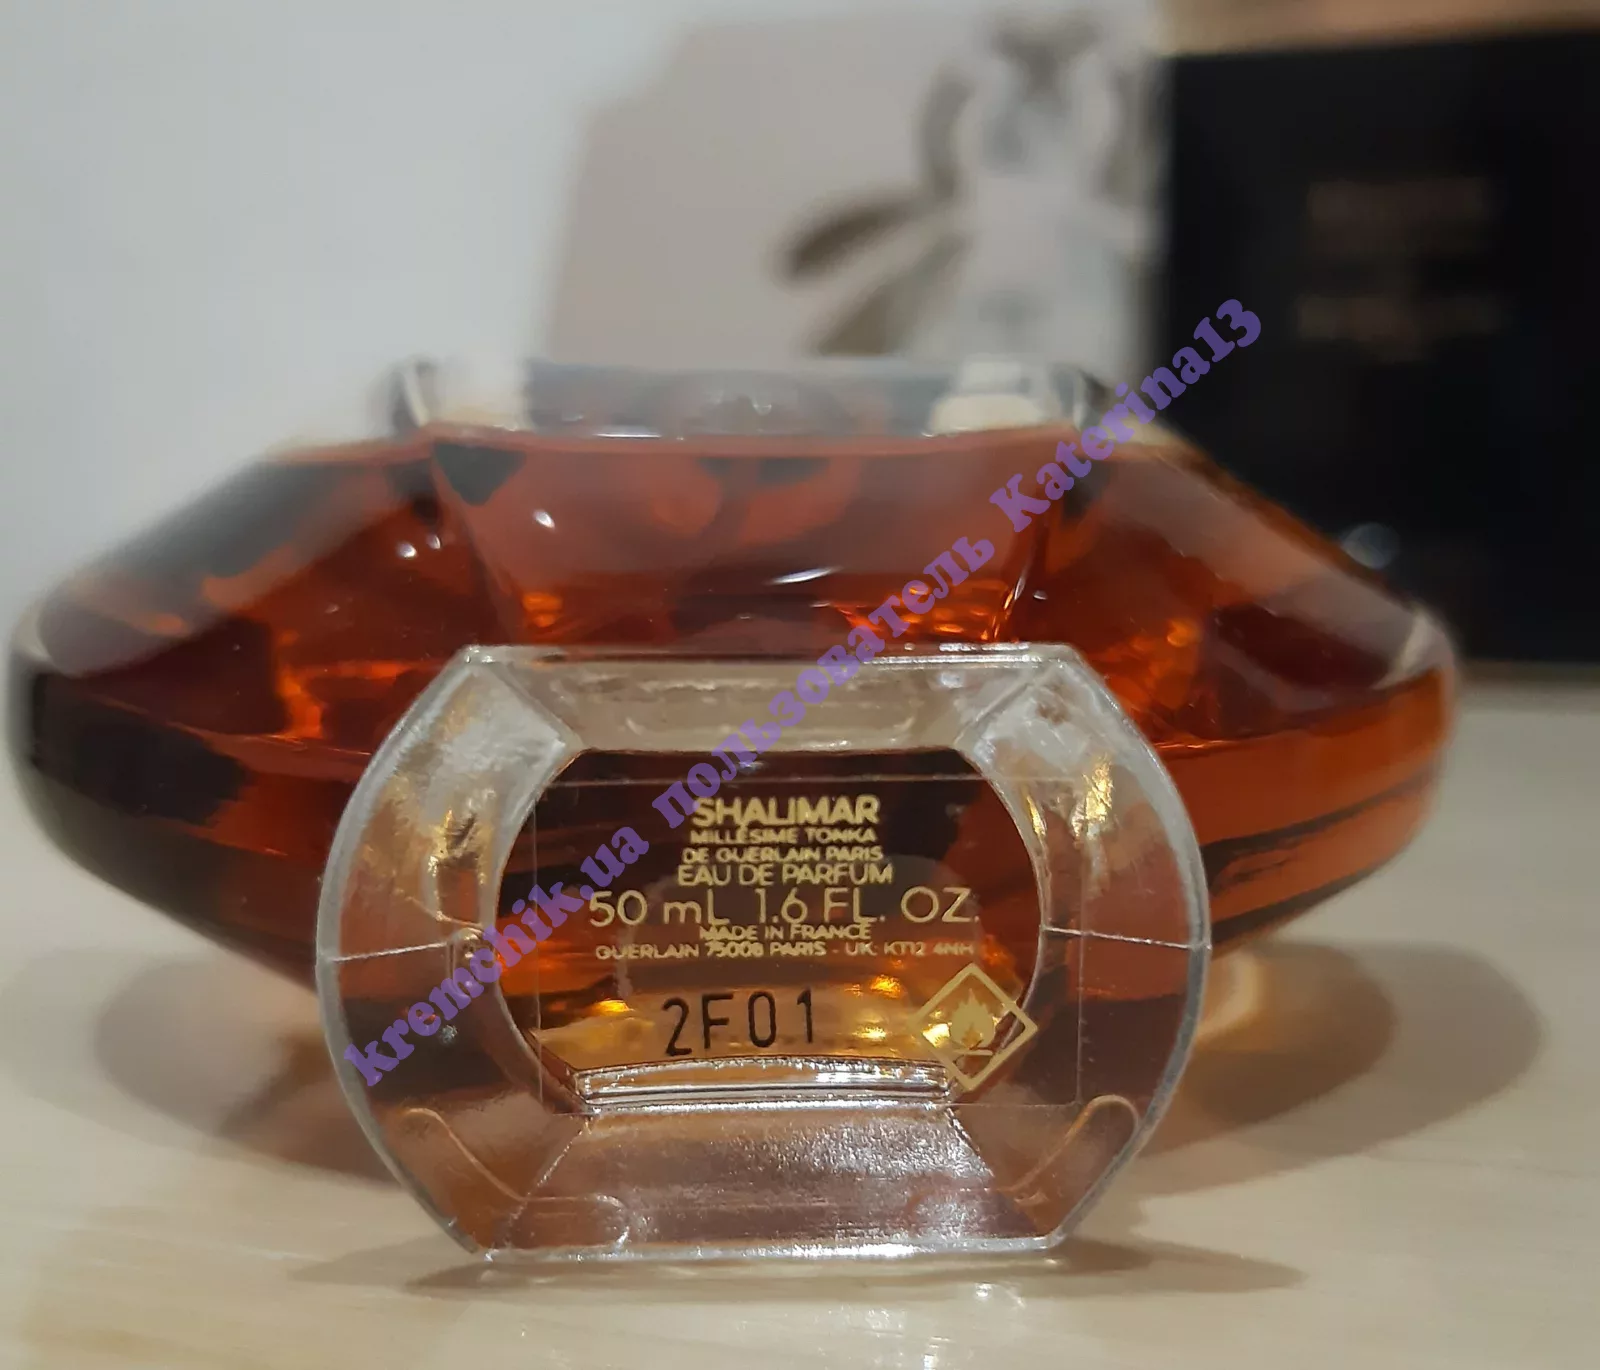 SHALIMAR
MILLÉSIME TONKA
DE GUERLAIN PARIS
EAU DE PARFUM
50 mL 1.6 FL. OZ.
MADE IN FRANCE
GUERLAIN 75008 PARIS - UK: KT12 4NH
2F01
kremchik.ua пользователь Katerina13